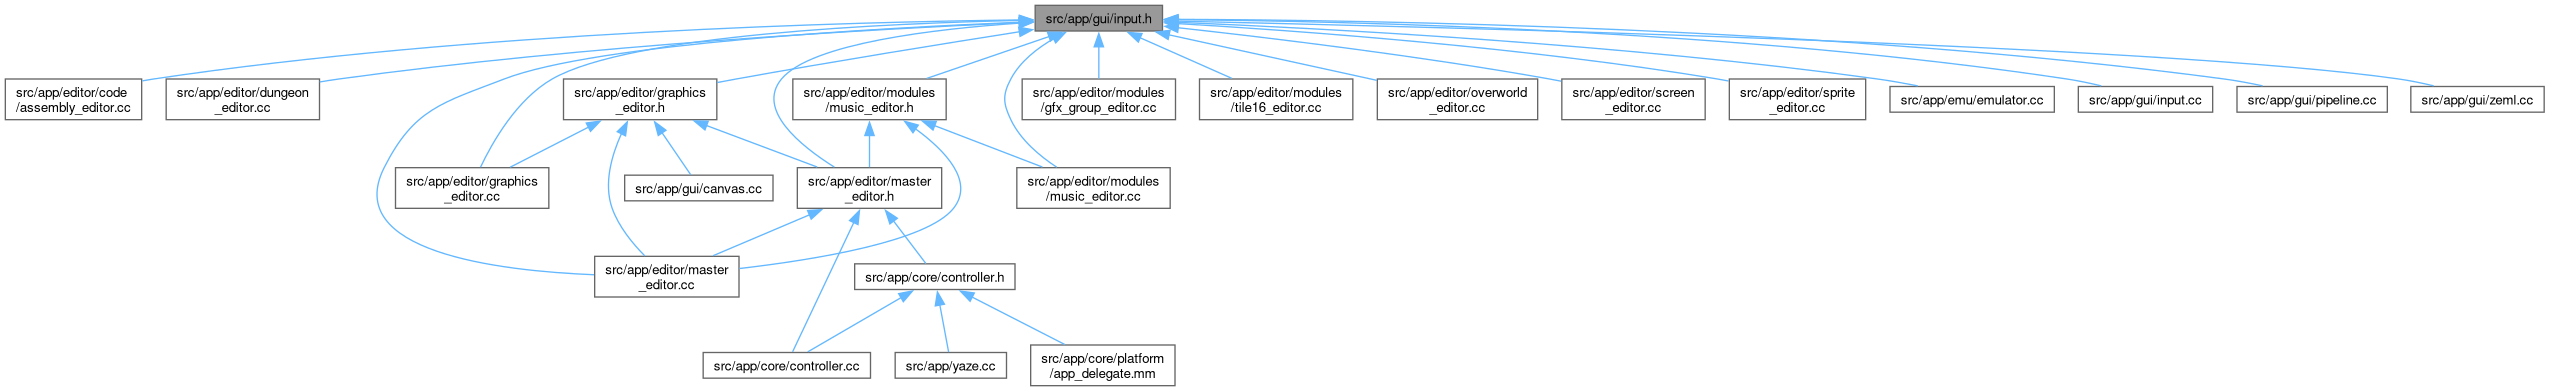 src/app/gui/input.h
src/app/editor/code
/assembly_editor.cc
src/app/editor/dungeon
_editor.cc
src/app/editor/graphics
_editor.h
src/app/editor/modules
/music_editor.h
src/app/editor/modules
/gfx_group_editor.cc
src/app/editor/modules
/tile16_editor.cc
src/app/editor/overworld
_editor.cc
src/app/editor/screen
_editor.cc
src/app/editor/sprite
_editor.cc
src/app/emu/emulator.cc
src/app/gui/input.cc
src/app/gui/pipeline.cc
src/app/gui/zeml.cc
src/app/editor/graphics
_editor.cc
src/app/gui/canvas.cc
src/app/editor/master
_editor.h
src/app/editor/modules
/music_editor.cc
src/app/editor/master
_editor.cc
src/app/core/controller.h
src/app/core/controller.cc
src/app/yaze.cc
src/app/core/platform
/app_delegate.mm